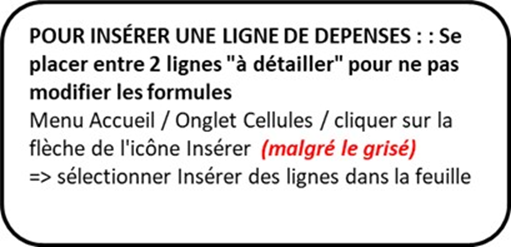 POUR INSÉRER UNE LIGNE DE DEPENSES : : Se
placer entre 2 lignes "à détailler" pour ne pas
modifier les formules
Menu Accueil / Onglet Cellules / cliquer sur la
flèche de l'icône Insérer (malgré le grisé)
=> sélectionner Insérer des lignes dans la feuille